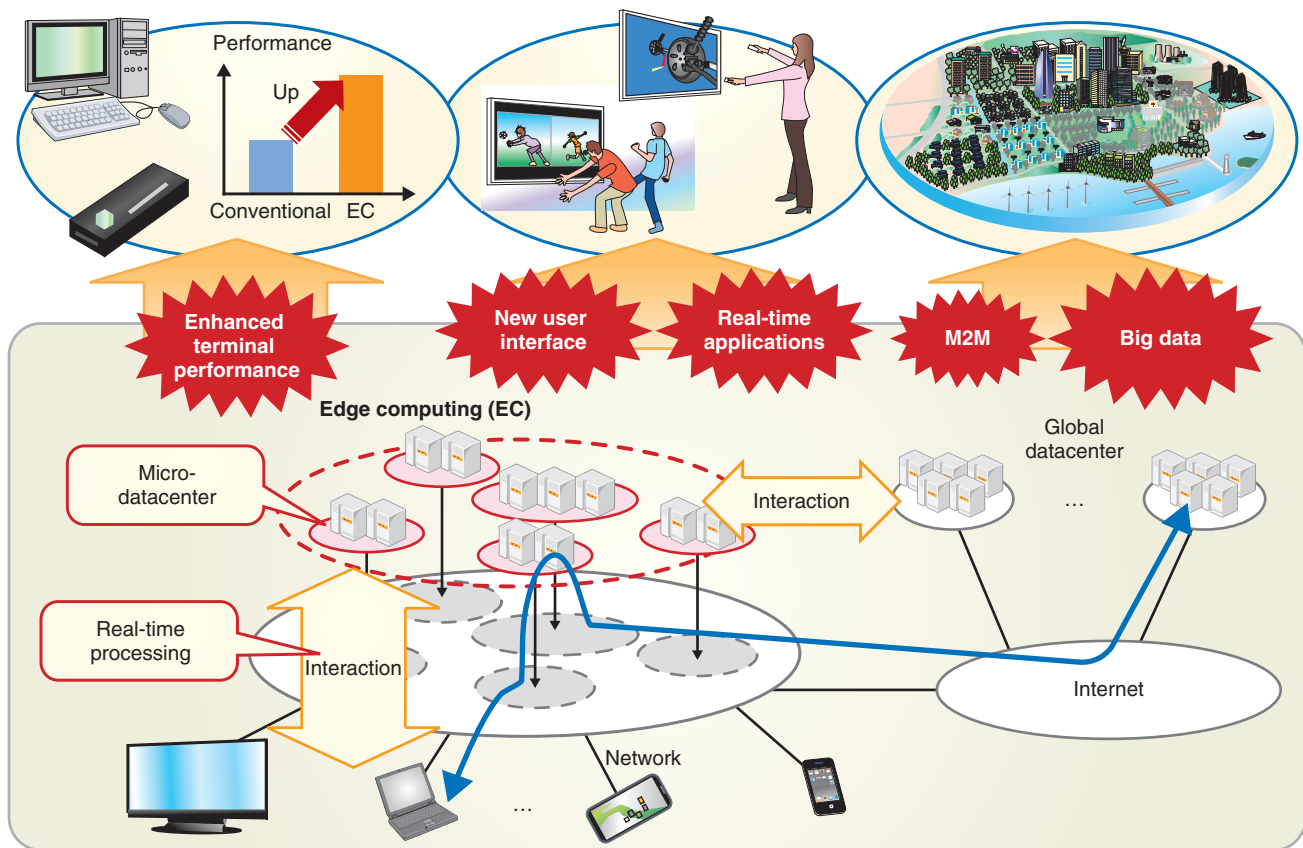 Performance
Up
Conventional EC
Enhanced
terminal
performance
New user
interface
Real-time
applications
M2M
Big data
Edge computing (EC)
Global
datacenter
Micro-
datacenter
Interaction
...
Real-time
processing
Interaction
Internet
Network
...